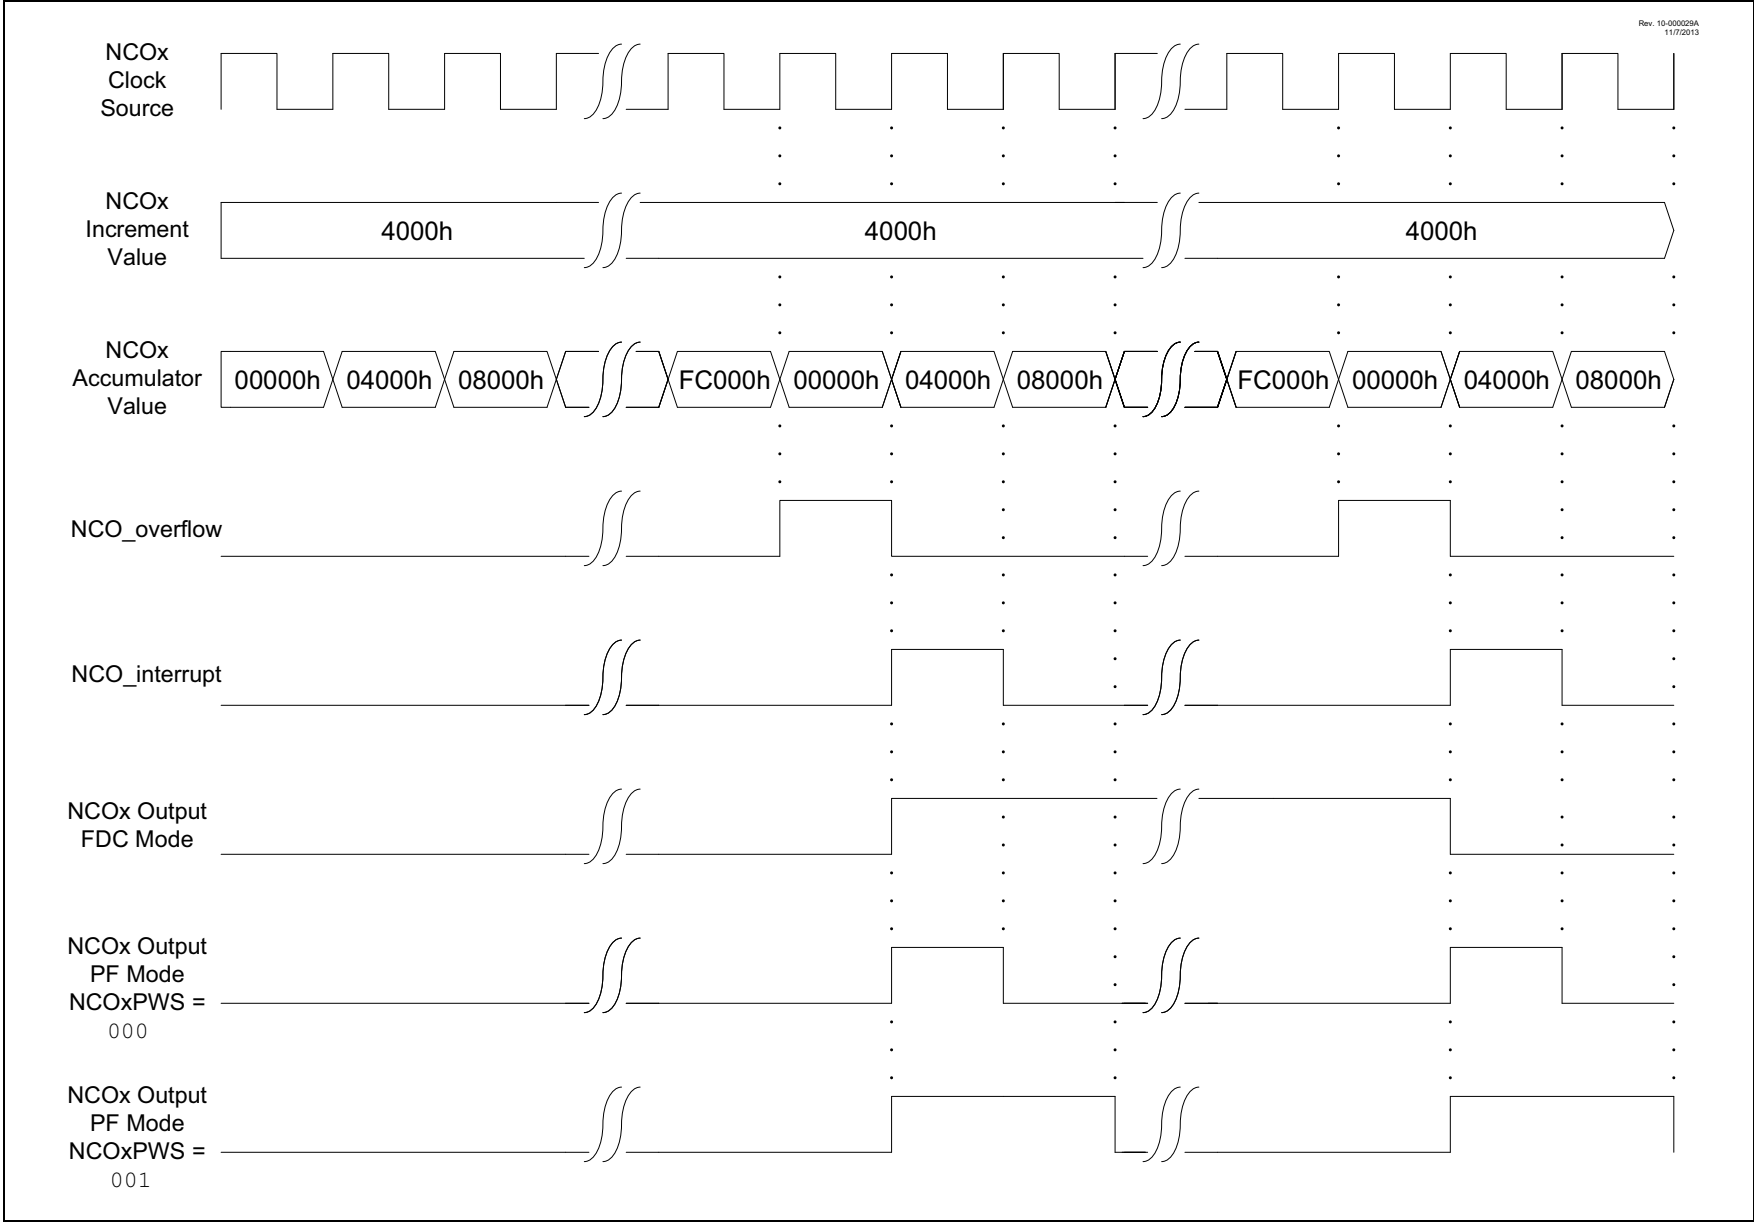 Rev. 10-000029A
11/7/2013
NCOx
Clock
Source
NCOx
Increment
Value
4000h
4000h
4000h
NCOx
Accumulator
Value
00000h
04000h
08000h
FC000h
00000h
04000h
08000h
FC000h
00000h
04000h
08000h
NCO_overflow
NCO_interrupt
NCOx Output
FDC Mode
NCOx Output
PF Mode
NCOxPWS =
000
NCOx Output
PF Mode
NCOxPWS =
001